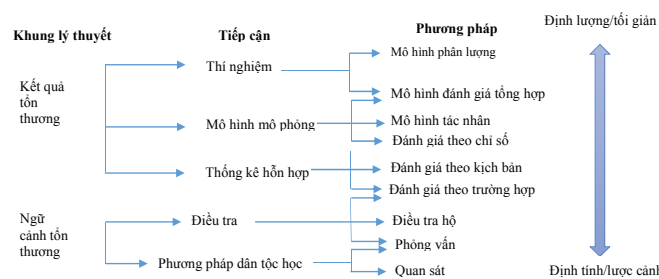 Khung lý thuyết
Tiếp cận
Phương pháp
Định lượng/tối giản
Kết quả
tổn
thương
Thí nghiệm
Mô hình mô phỏng
Thống kê hỗn hợp
Mô hình phân lượng
Mô hình đánh giá tổng hợp
Mô hình tác nhân
Đánh giá theo chỉ số
Đánh giá theo kịch bản
Đánh giá theo trường hợp
Ngữ
cảnh tổn
thương
Điều tra
Phương pháp dân tộc học
Điều tra hộ
Phỏng vấn
Quan sát
Định tính/lược cảnh